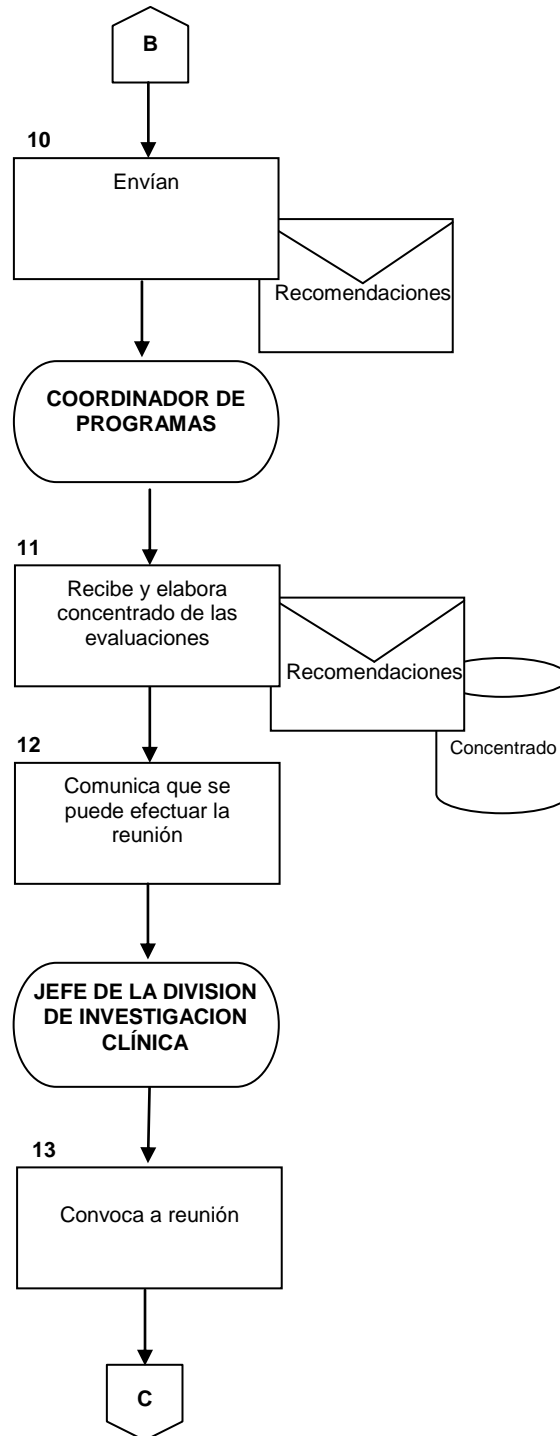 B
10
Envían
Recomendaciones
COORDINADOR DE
PROGRAMAS
11
Recibe y elabora
concentrado de las
evaluaciones
Recomendaciones
Concentrado
12
Comunica que se
puede efectuar la
reunión
JEFE DE LA DIVISION
DE INVESTIGACION
CLÍNICA
13
Convoca a reunión
C